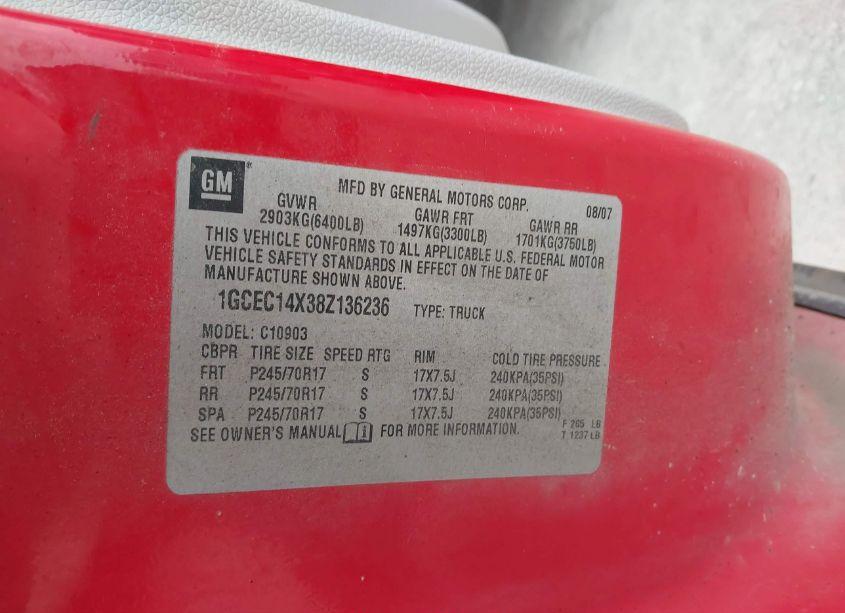 GM
MFD BY GENERAL MOTORS CORP. 08/07
GVWR GAWR FRT GAWR RR
2903KG(6400LB) 1497KG(3300LB) 1701KG(3750LB)
THIS VEHICLE CONFORMS TO ALL APPLICABLE U.S. FEDERAL MOTOR
VEHICLE SAFETY STANDARDS IN EFFECT ON THE DATE OF
MANUFACTURE SHOWN ABOVE.
1GCEC14X38Z136236 TYPE: TRUCK
MODEL: C10903
CBPR TIRE SIZE SPEED RTG RIM COLD TIRE PRESSURE
FRT P245/70R17 S 17X7.5J 240KPA(35PSI)
RR P245/70R17 S 17X7.5J 240KPA(35PSI)
SPA P245/70R17 S 17X7.5J 240KPA(35PSI)
SEE OWNER'S MANUAL FOR MORE INFORMATION.
F 265 LB
T 1237 LB